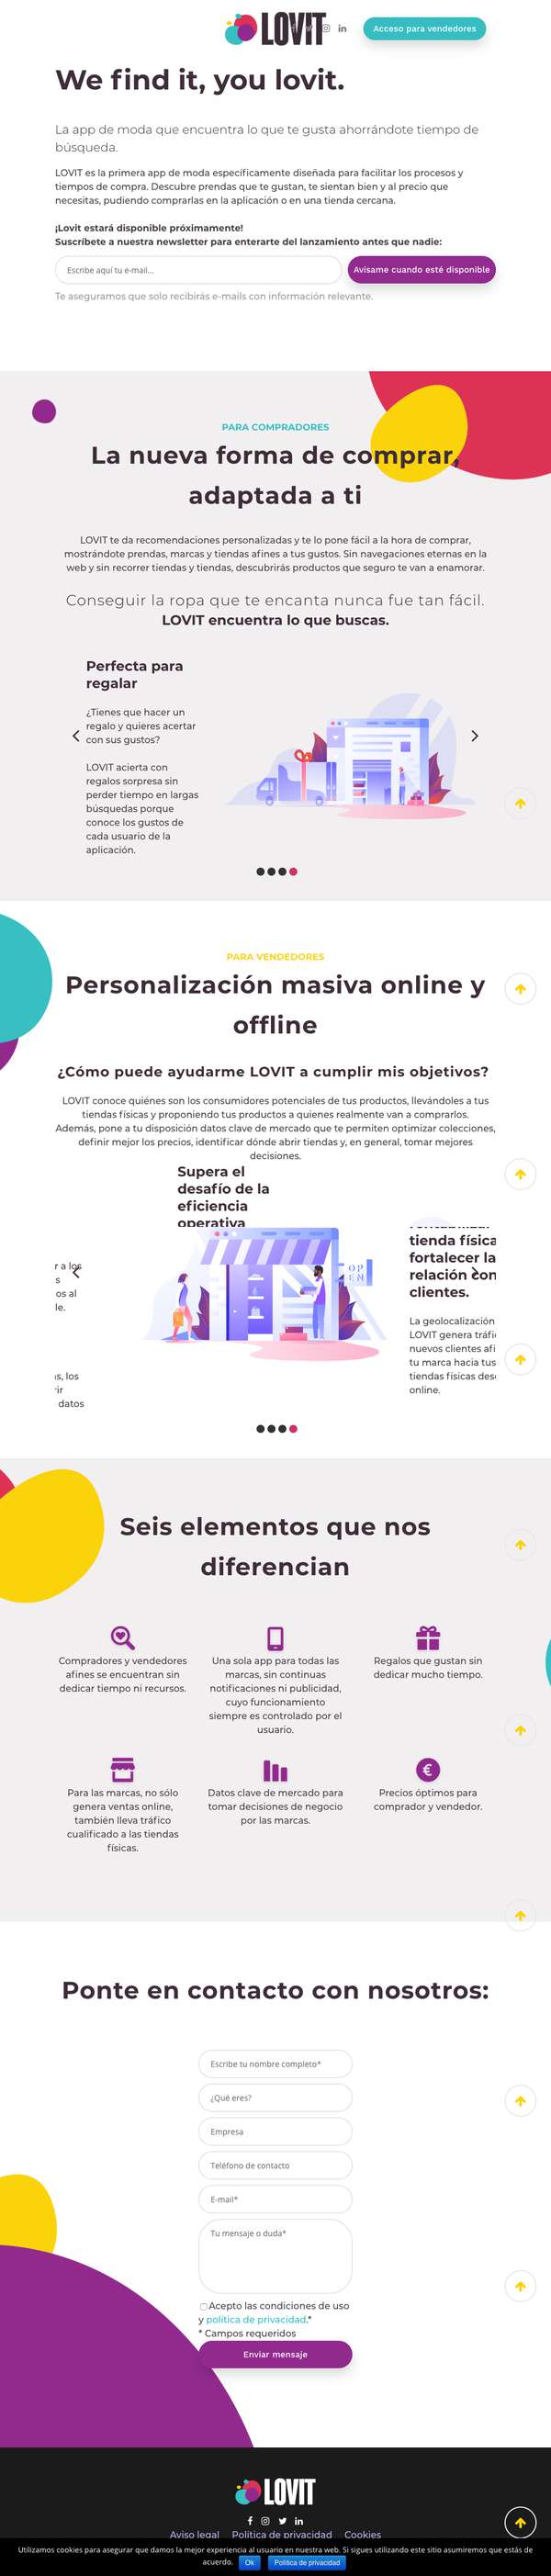 LOVIT
Acceso para vendedores
We find it, you lovit.
La app de moda que encuentra lo que te gusta ahorrándote tiempo de
búsqueda.
LOVIT es la primera app de moda específicamente diseñada para facilitar los procesos y
tiempos de compra. Descubre prendas que te gustan, te sientan bien y al precio que
necesitas, pudiendo comprarlas en la aplicación o en una tienda cercana.
¡Lovit estará disponible próximamente!
Suscríbete a nuestra newsletter para enterarte del lanzamiento antes que nadie:
Escribe aquí tu e-mail...
Avísame cuando esté disponible
Te aseguramos que solo recibirás e-mails con información relevante.
PARA COMPRADORES
La nueva forma de comprar,
adaptada a ti
LOVIT te da recomendaciones personalizadas y te lo pone fácil a la hora de comprar,
mostrándote prendas, marcas y tiendas afines a tus gustos. Sin navegaciones eternas en la
web y sin recorrer tiendas y tiendas, descubrirás productos que seguro te van a enamorar.
Conseguir la ropa que te encanta nunca fue tan fácil.
LOVIT encuentra lo que buscas.
Perfecta para
regalar
¿Tienes que hacer un
regalo y quieres acertar
con sus gustos?
LOVIT acierta con
regalos sorpresa sin
perder tiempo en largas
búsquedas porque
conoce los gustos de
cada usuario de la
aplicación.
PARA VENDEDORES
Personalización masiva online y
offline
¿Cómo puede ayudarme LOVIT a cumplir mis objetivos?
LOVIT conoce quiénes son los consumidores potenciales de tus productos, llevándoles a tus
tiendas físicas y proponiendo tus productos a quienes realmente van a comprarlos.
Además, pone a tu disposición datos clave de mercado que te permiten optimizar colecciones,
definir mejor los precios, identificar dónde abrir tiendas y, en general, tomar mejores
decisiones.
Supera el
desafío de la
eficiencia
operativa
OPEN
r a los
s
os al
le.
s, los
ir
datos
tienda física
fortalecer la
relación con
clientes.
La geolocalización
LOVIT genera tráfi
nuevos clientes afi
tu marca hacia tus
tiendas físicas des
online.
Seis elementos que nos
diferencian
Compradores y vendedores
afines se encuentran sin
dedicar tiempo ni recursos.
Una sola app para todas las
marcas, sin continuas
notificaciones ni publicidad,
cuyo funcionamiento
siempre es controlado por el
usuario.
Regalos que gustan sin
dedicar mucho tiempo.
Para las marcas, no sólo
genera ventas online,
también lleva tráfico
cualificado a las tiendas
físicas.
Datos clave de mercado para
tomar decisiones de negocio
por las marcas.
€
Precios óptimos para
comprador y vendedor.
Ponte en contacto con nosotros:
Escribe tu nombre completo*
¿Qué eres?
Empresa
Teléfono de contacto
E-mail*
Tu mensaje o duda*
Acepto las condiciones de uso
y política de privacidad.*
* Campos requeridos
Enviar mensaje
LOVIT
Aviso legal Política de privacidad Cookies
Utilizamos cookies para asegurar que damos la mejor experiencia al usuario en nuestra web. Si sigues utilizando este sitio asumiremos que estás de
acuerdo. Ok Política de privacidad